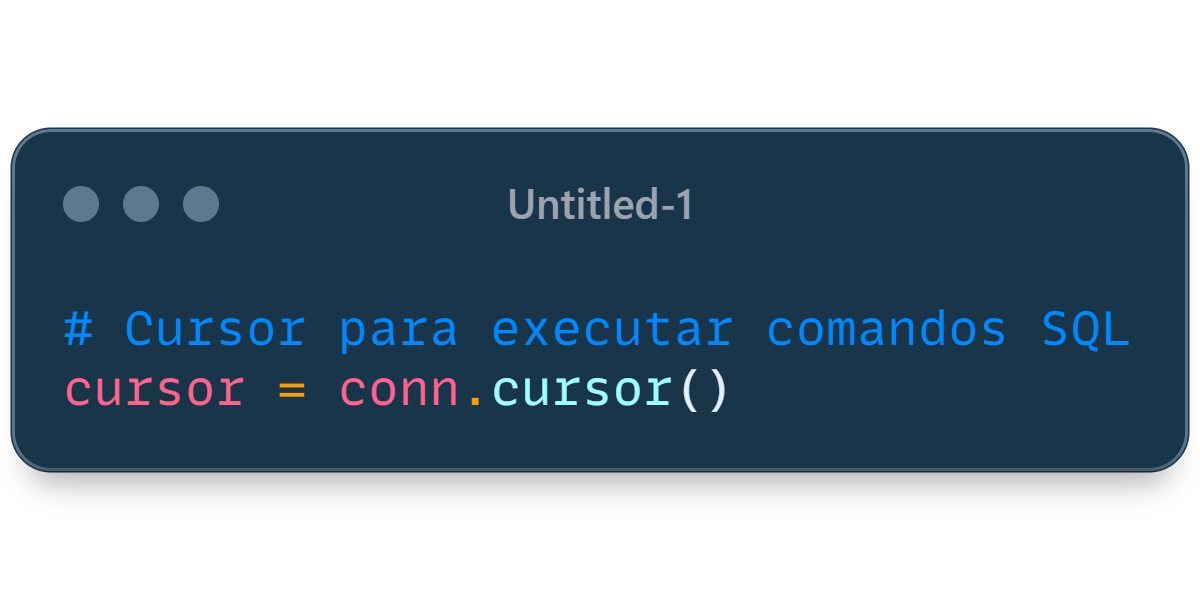 Untitled-1
# Cursor para executar comandos SQL
cursor = conn.cursor()